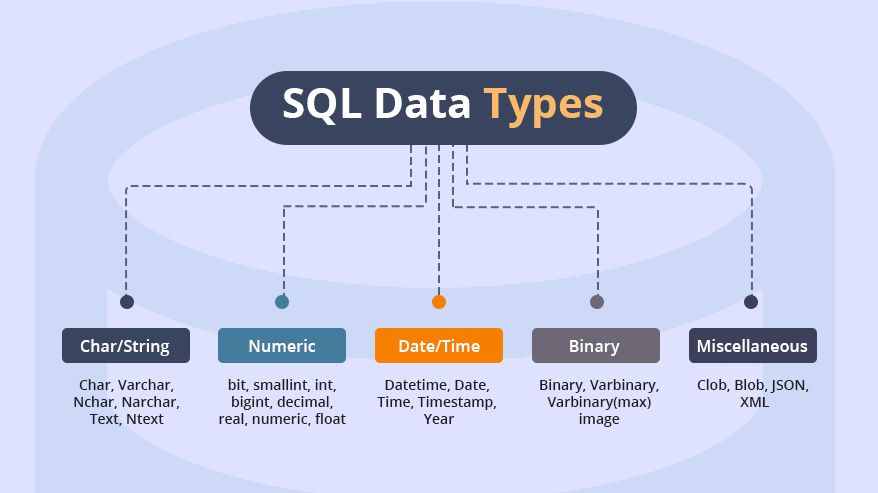 SQL Data Types
Char/String
Char, Varchar,
Nchar, Narchar,
Text, Ntext
Numeric
bit, smallint, int,
bigint, decimal,
real, numeric, float
Date/Time
Datetime, Date,
Time, Timestamp,
Year
Binary
Binary, Varbinary,
Varbinary(max)
image
Miscellaneous
Clob, Blob, JSON,
XML